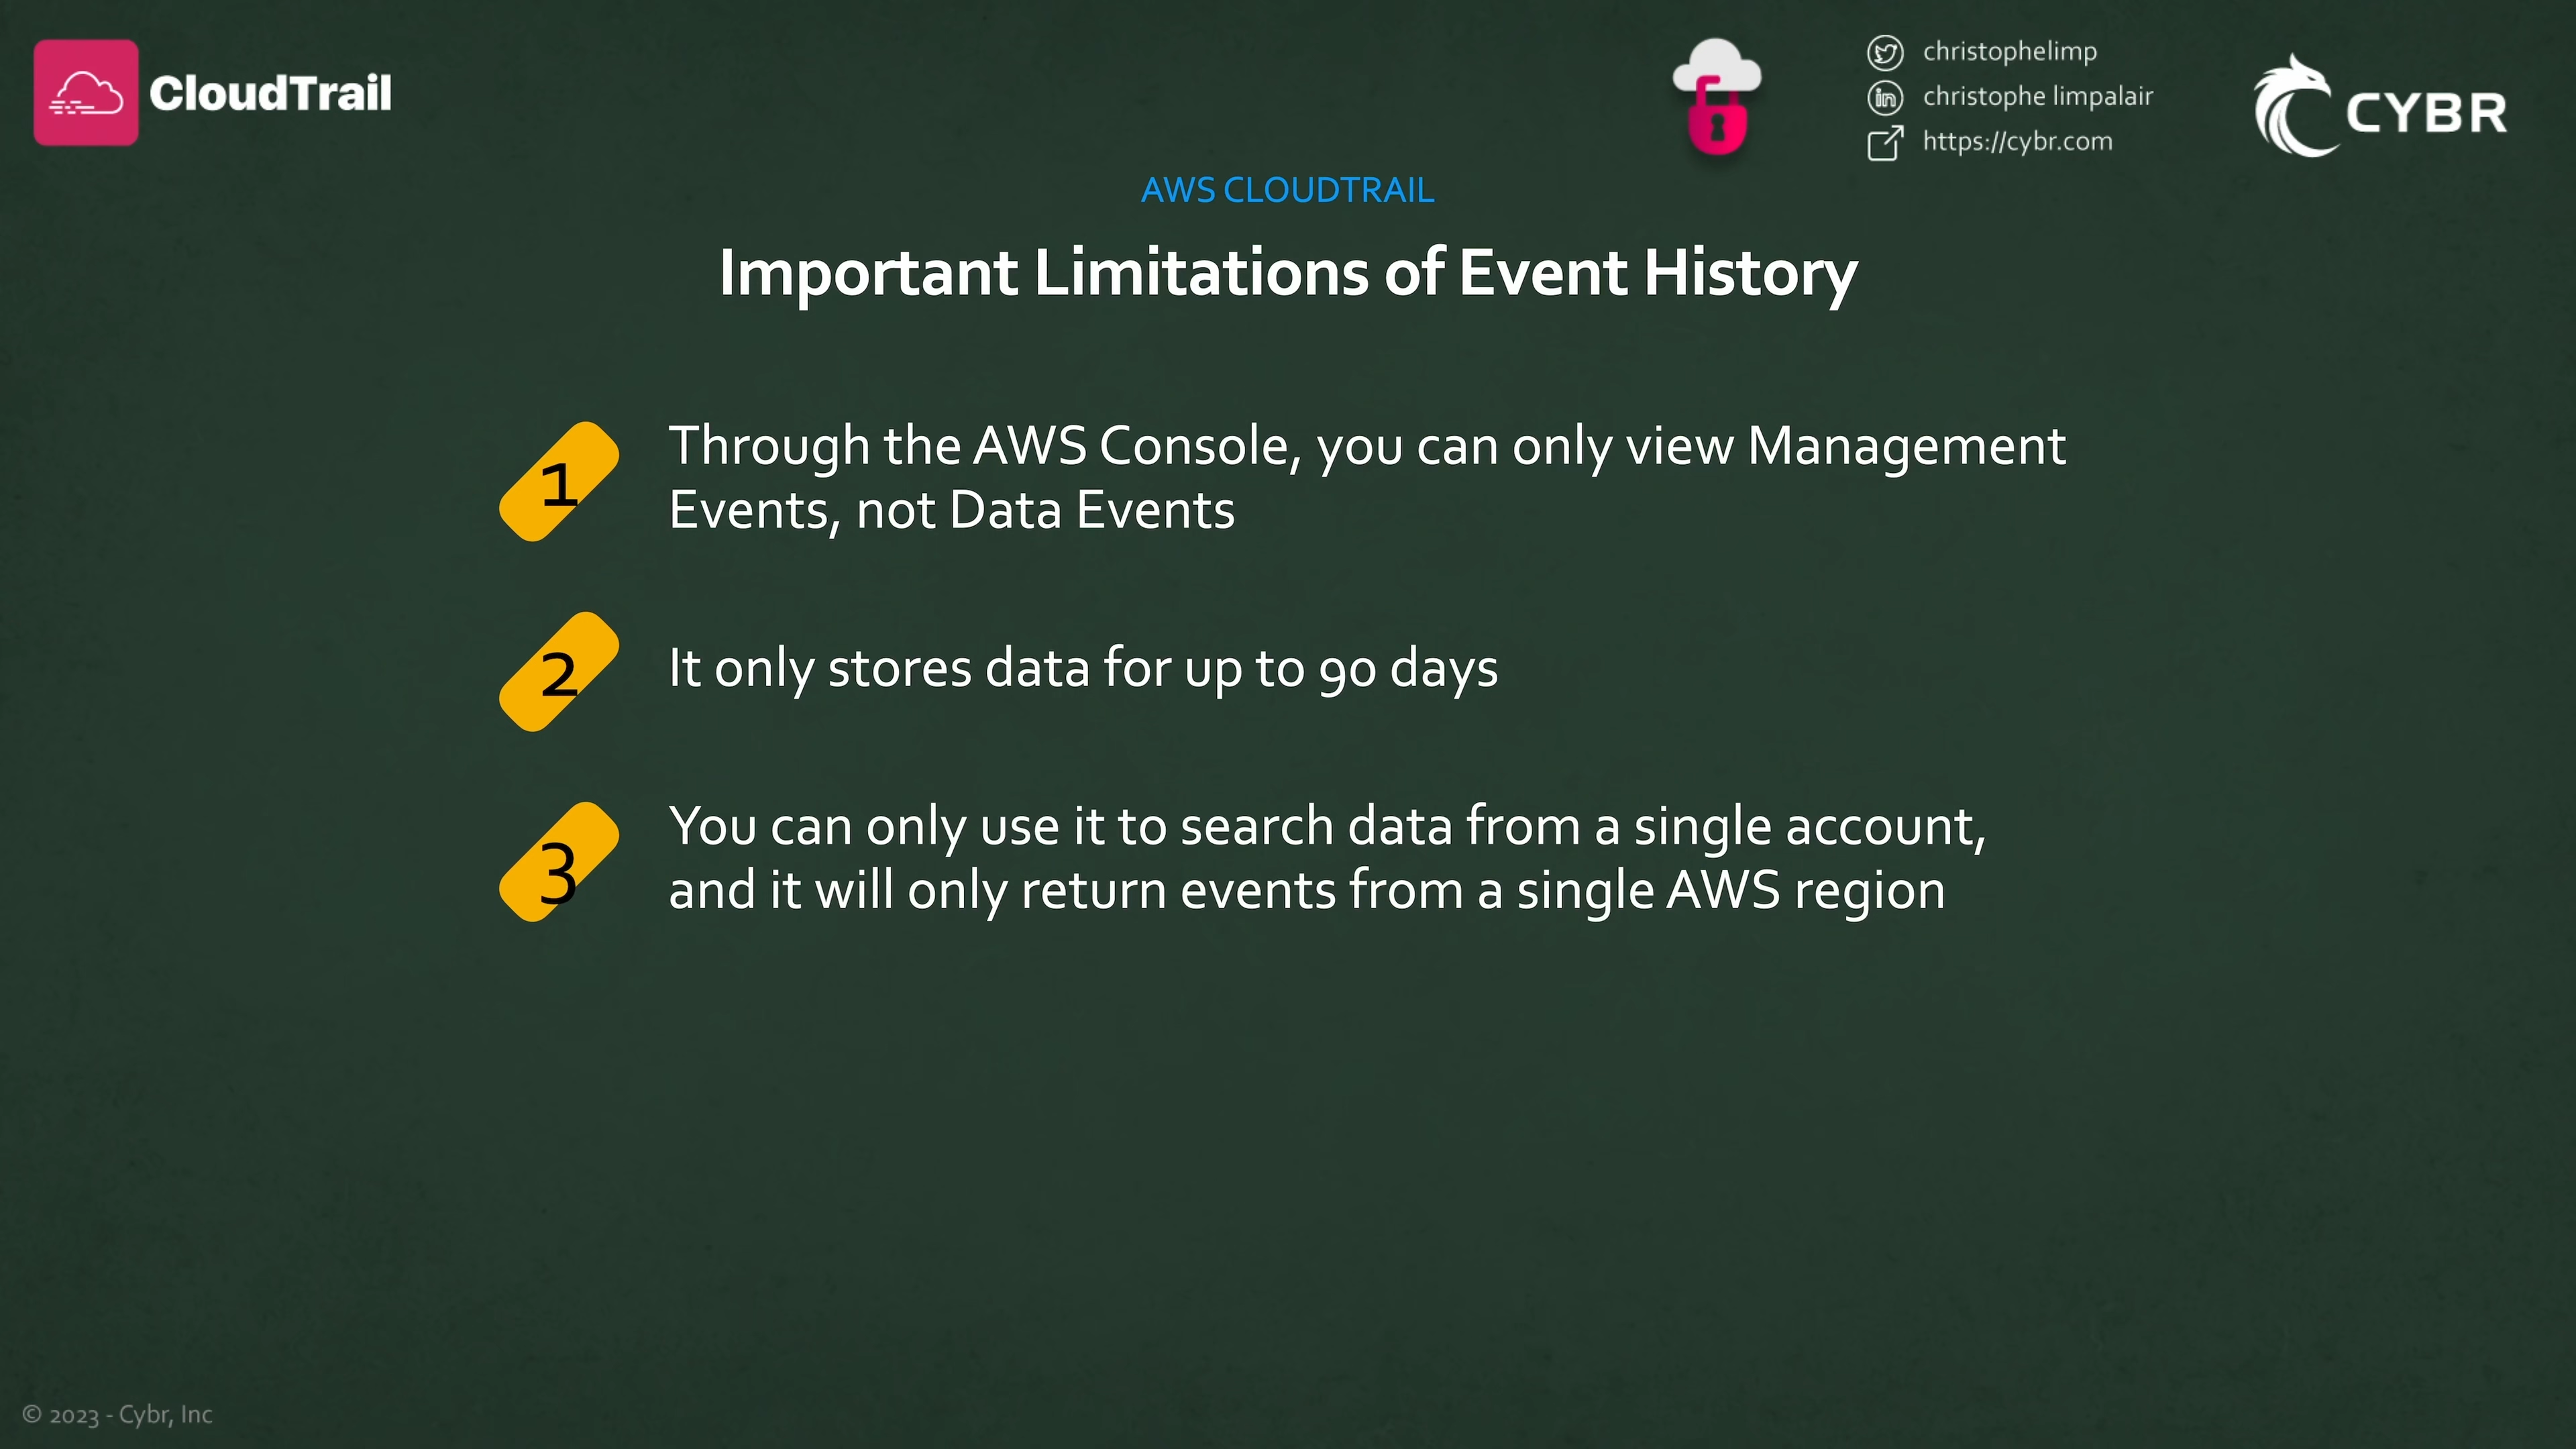 CloudTrail
christophelimp
christophe limpalair
https://cybr.com
CYBR
AWS CLOUDTRAIL
Important Limitations of Event History
1
Through the AWS Console, you can only view Management
Events, not Data Events
2
It only stores data for up to 90 days
3
You can only use it to search data from a single account,
and it will only return events from a single AWS region
© 2023 - Cybr, Inc